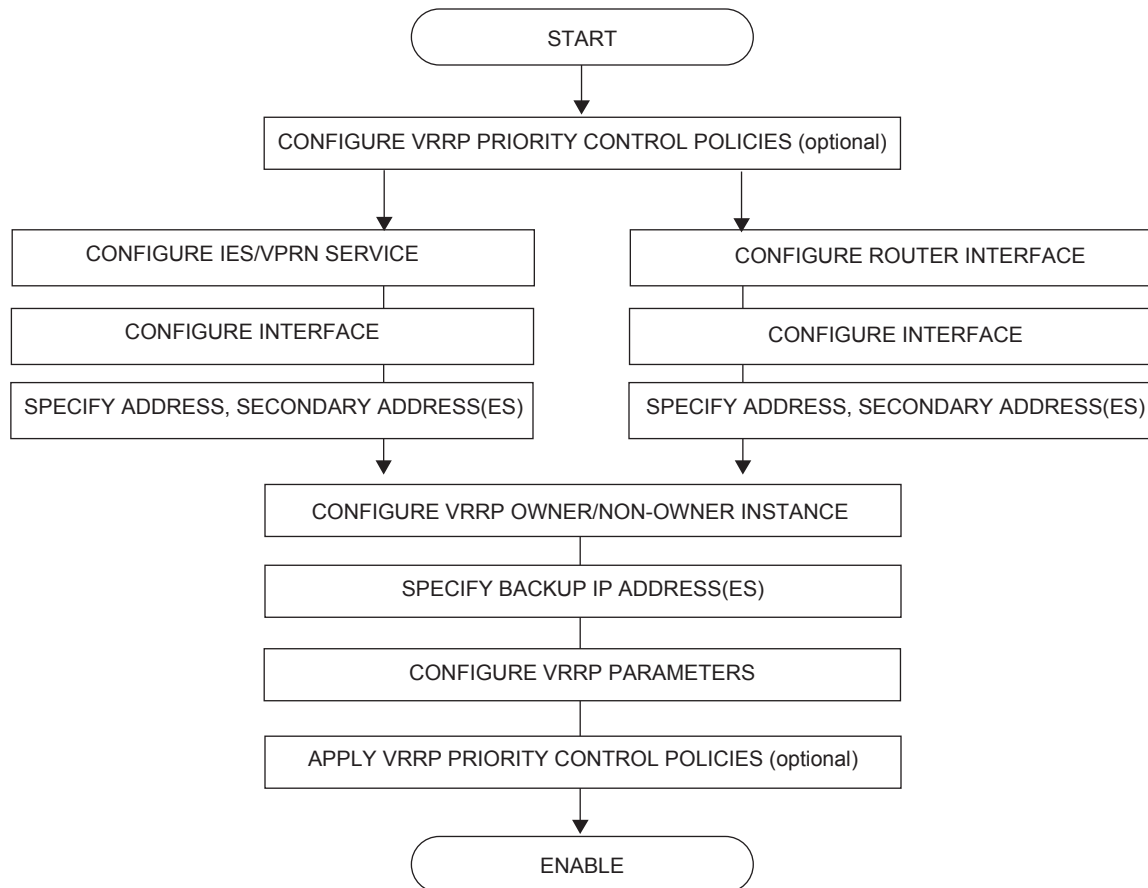 START
CONFIGURE VRRP PRIORITY CONTROL POLICIES (optional)
CONFIGURE IES/VPRN SERVICE
CONFIGURE INTERFACE
SPECIFY ADDRESS, SECONDARY ADDRESS(ES)
CONFIGURE ROUTER INTERFACE
CONFIGURE INTERFACE
SPECIFY ADDRESS, SECONDARY ADDRESS(ES)
CONFIGURE VRRP OWNER/NON-OWNER INSTANCE
SPECIFY BACKUP IP ADDRESS(ES)
CONFIGURE VRRP PARAMETERS
APPLY VRRP PRIORITY CONTROL POLICIES (optional)
ENABLE